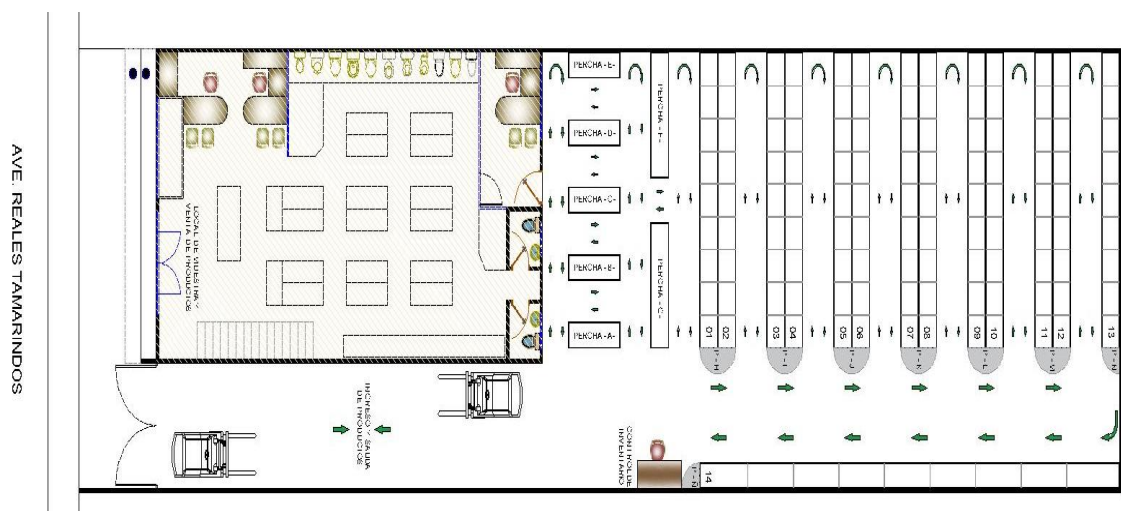 AVE. REALES TAMARINDOS
LOCAL DE MUESTRA Y
VENTA DE PRODUCTOS
INGRESO Y SALIDA
DE PRODUCTOS
PERCHA -E-
PERCHA -D-
PERCHA -C-
PERCHA -B-
PERCHA -A-
PERCHA -F-
PERCHA -G-
CONTROL DE
INVENTARIO
01
02
P - H
03
04
P - I
05
06
P - J
07
08
P - K
09
10
P - L
11
12
P - M
13
P - N
14
P - Ñ